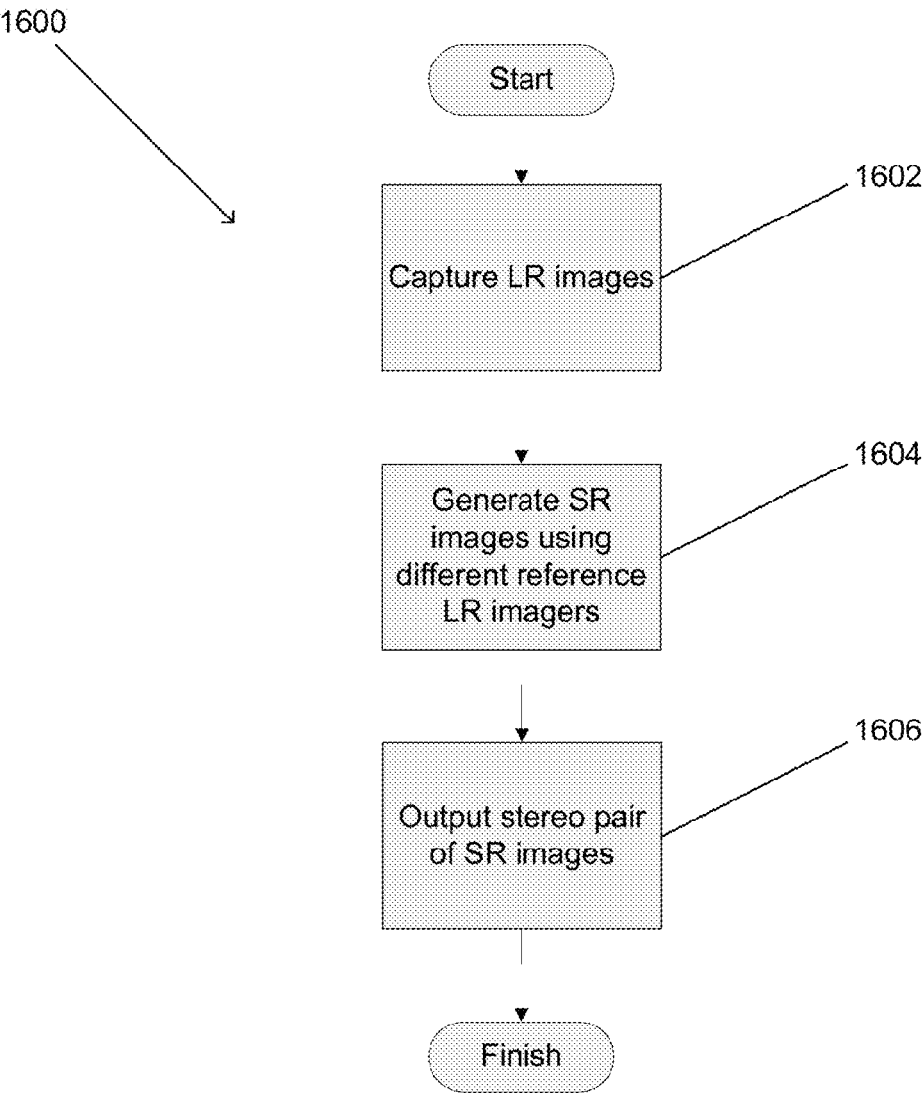 1600
Start
1602
Capture LR images
1604
Generate SR
images using
different reference
LR imagers
1606
Output stereo pair
of SR images
Finish